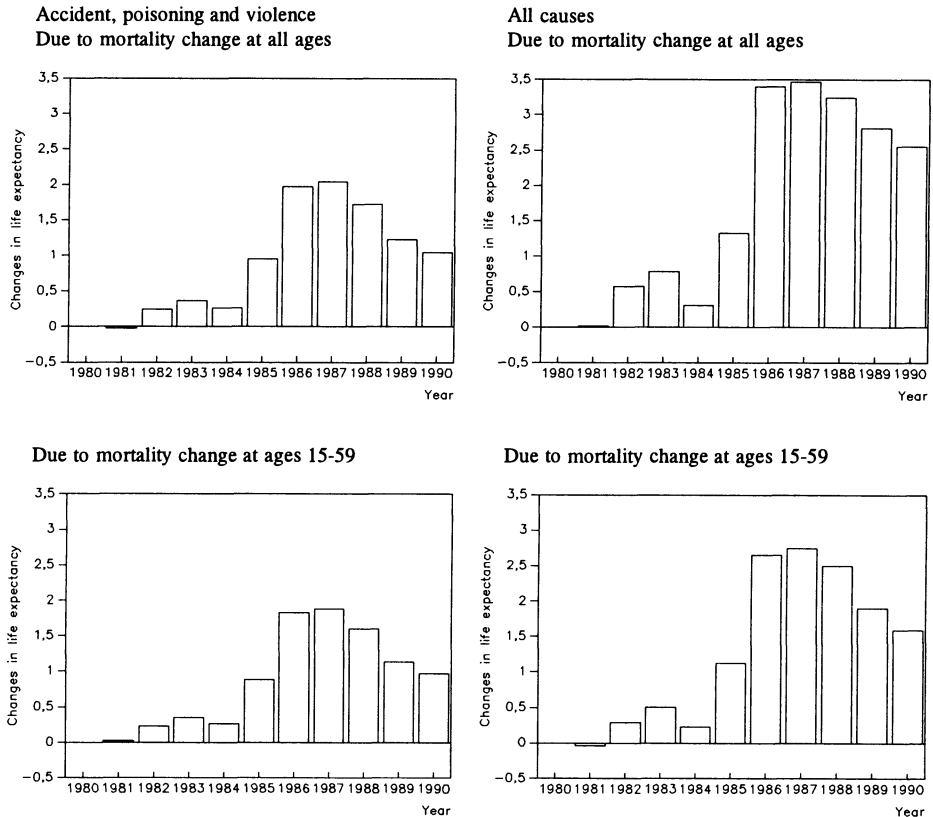 Accident, poisoning and violence
Due to mortality change at all ages
Changes in life expectancy
3,5
3
2,5
2
1,5
1
0,5
0
−0,5
1980 1981 1982 1983 1984 1985 1986 1987 1988 1989 1990
Year
All causes
Due to mortality change at all ages
Changes in life expectancy
3,5
3
2,5
2
1,5
1
0,5
0
−0,5
1980 1981 1982 1983 1984 1985 1986 1987 1988 1989 1990
Year
Due to mortality change at ages 15-59
Changes in life expectancy
3,5
3
2,5
2
1,5
1
0,5
0
−0,5
1980 1981 1982 1983 1984 1985 1986 1987 1988 1989 1990
Year
Due to mortality change at ages 15-59
Changes in life expectancy
3,5
3
2,5
2
1,5
1
0,5
0
−0,5
1980 1981 1982 1983 1984 1985 1986 1987 1988 1989 1990
Year